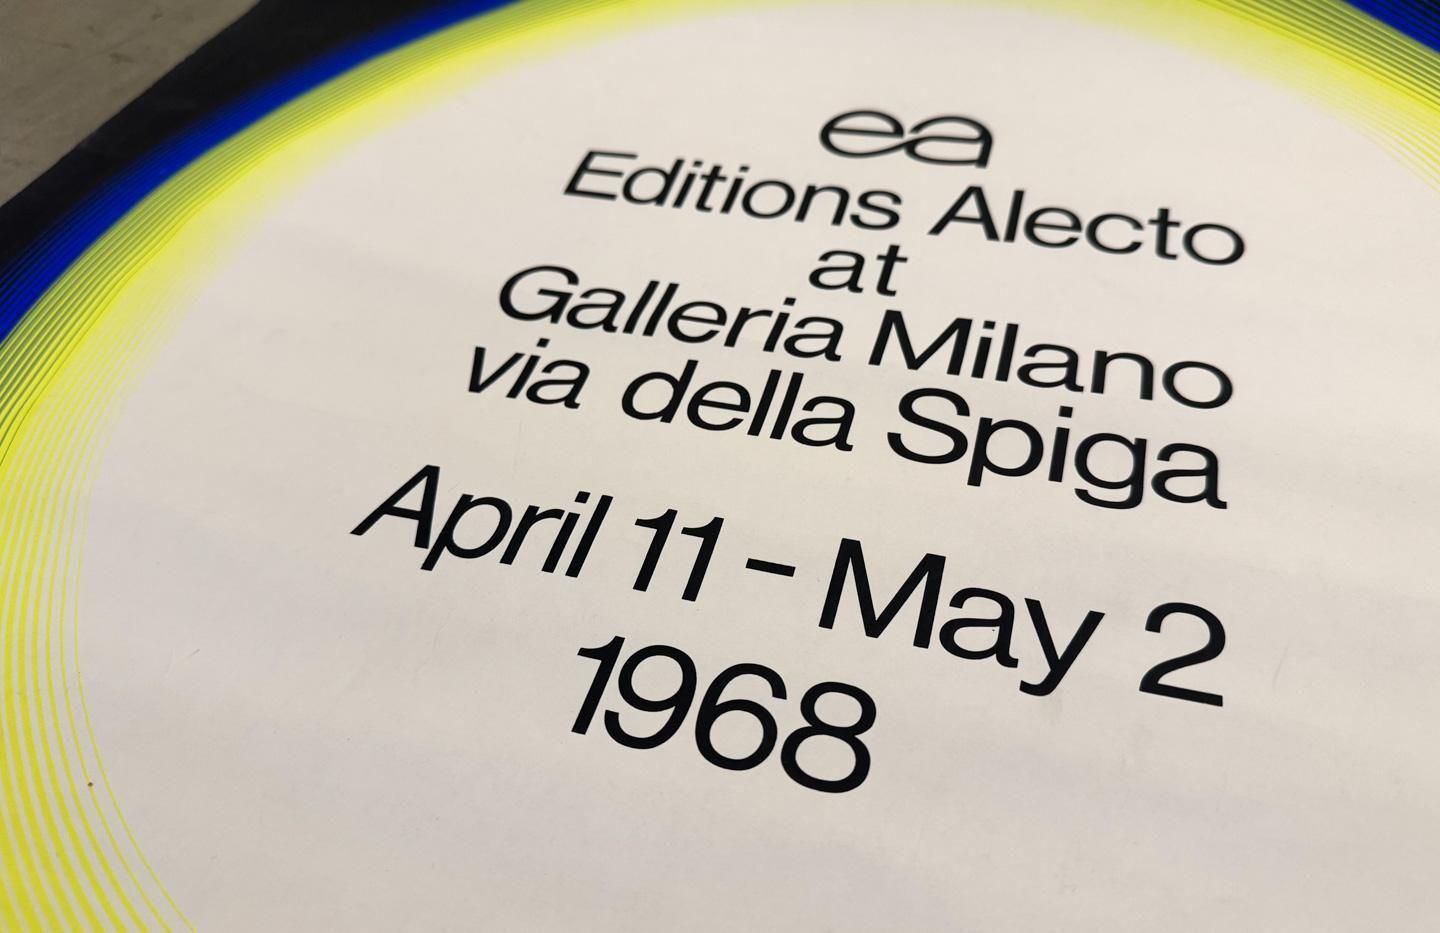 ea
Editions Alecto
at
Galleria Milano
via della Spiga
April 11 – May 2
1968